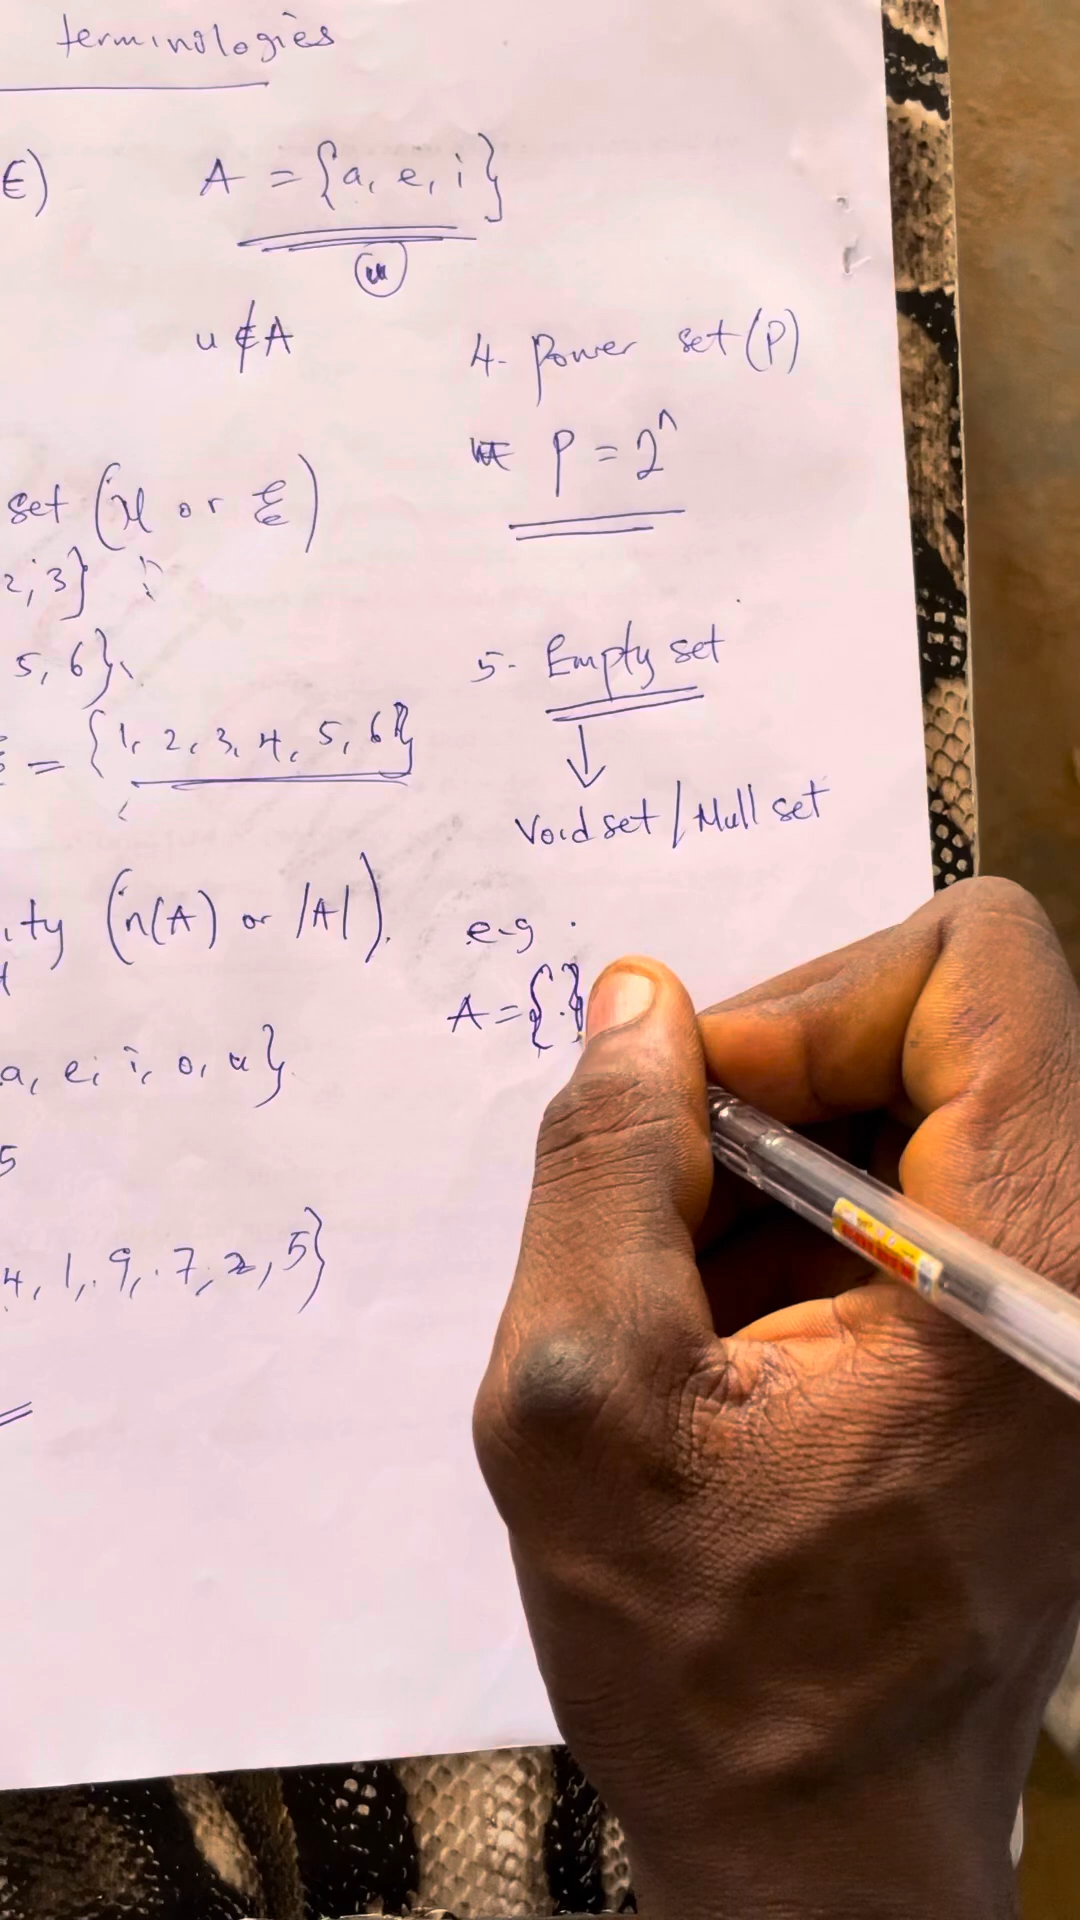 terminologies
E)
A = {a, e, i}
u
u ∉ A
set (μ or ξ)
2, 3}
5, 6}
= {1, 2, 3, 4, 5, 6}
ity (n(A) or |A|).
a, e, i, o, u}
5
4, 1, 9, 7, 2, 5}
4- Power set (P)
P = 2ⁿ
5- Empty set
↓
Void set / Null set
e.g.
A = { }